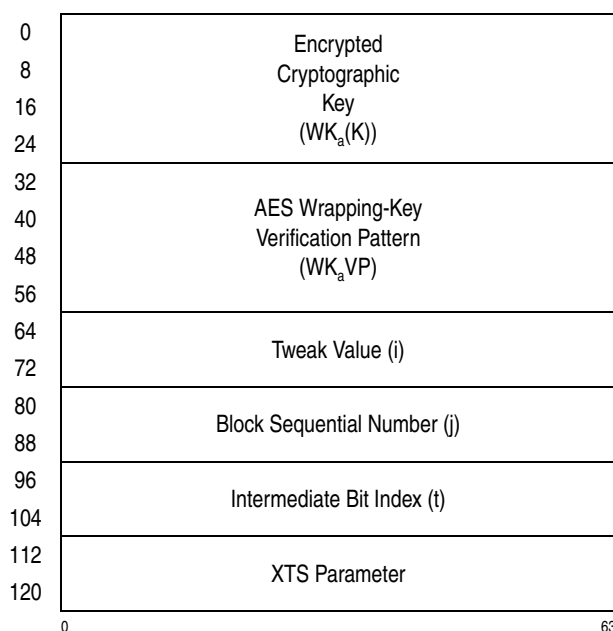 0
8
16
24
32
40
48
56
64
72
80
88
96
104
112
120
Encrypted
Cryptographic
Key
(WKₐ(K))
AES Wrapping-Key
Verification Pattern
(WKₐVP)
Tweak Value (i)
Block Sequential Number (j)
Intermediate Bit Index (t)
XTS Parameter
0 63